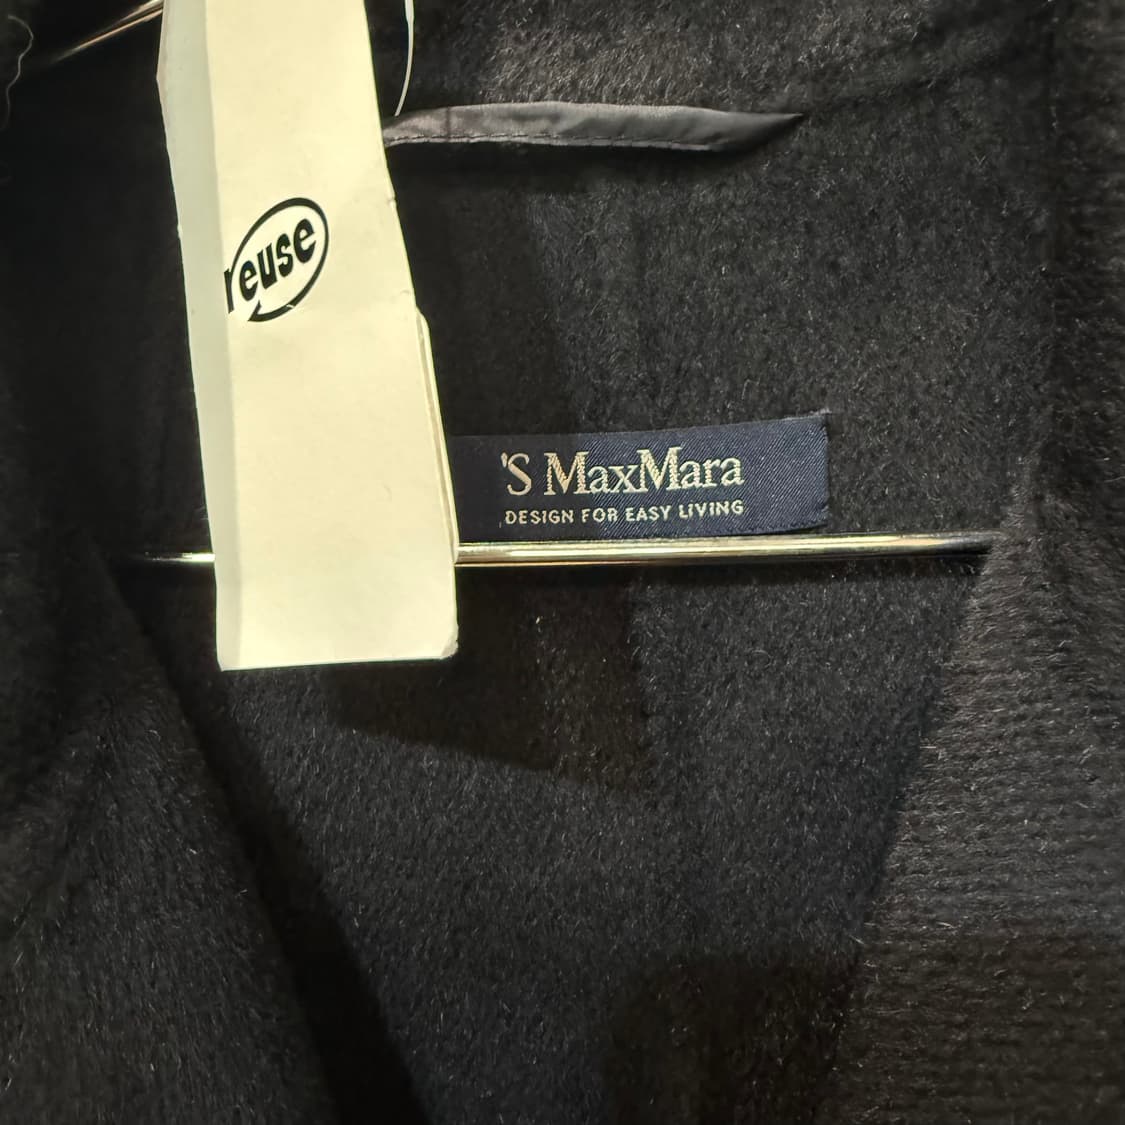 reuse
'S MaxMara
DESIGN FOR EASY LIVING